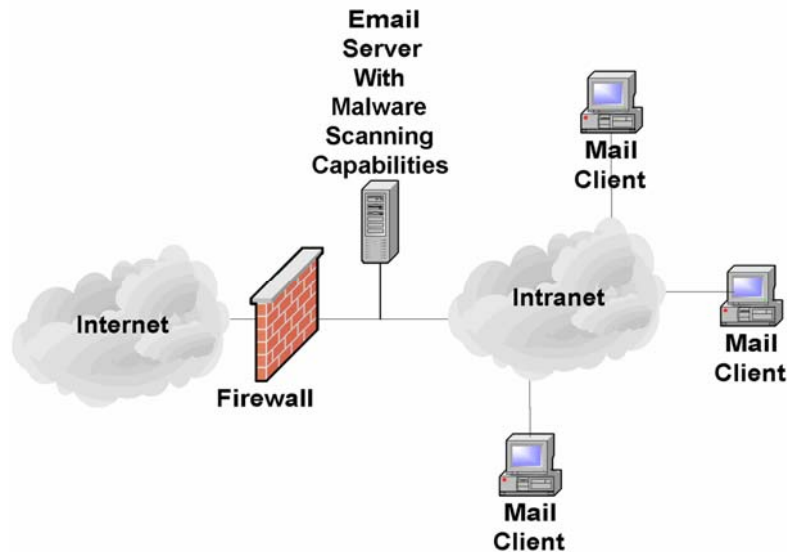 Email
Server
With
Malware
Scanning
Capabilities
Mail
Client
Internet
Intranet
Firewall
Mail
Client
Mail
Client